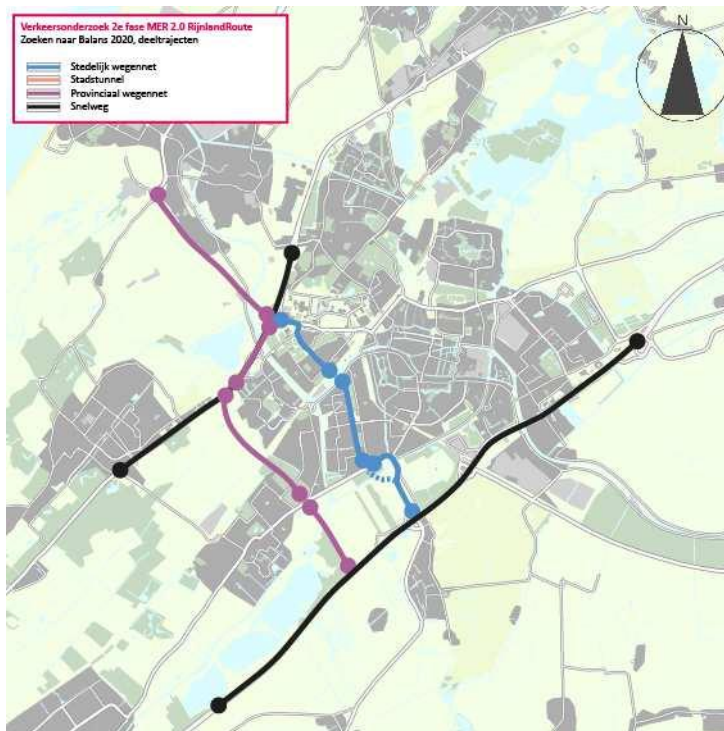 Verkeersonderzoek 2e fase MER 2.0 RijnlandRoute
Zoeken naar Balans 2020, deeltrajecten
Stedelijk wegennet
Stadstunnel
Provinciaal wegennet
Snelweg
N